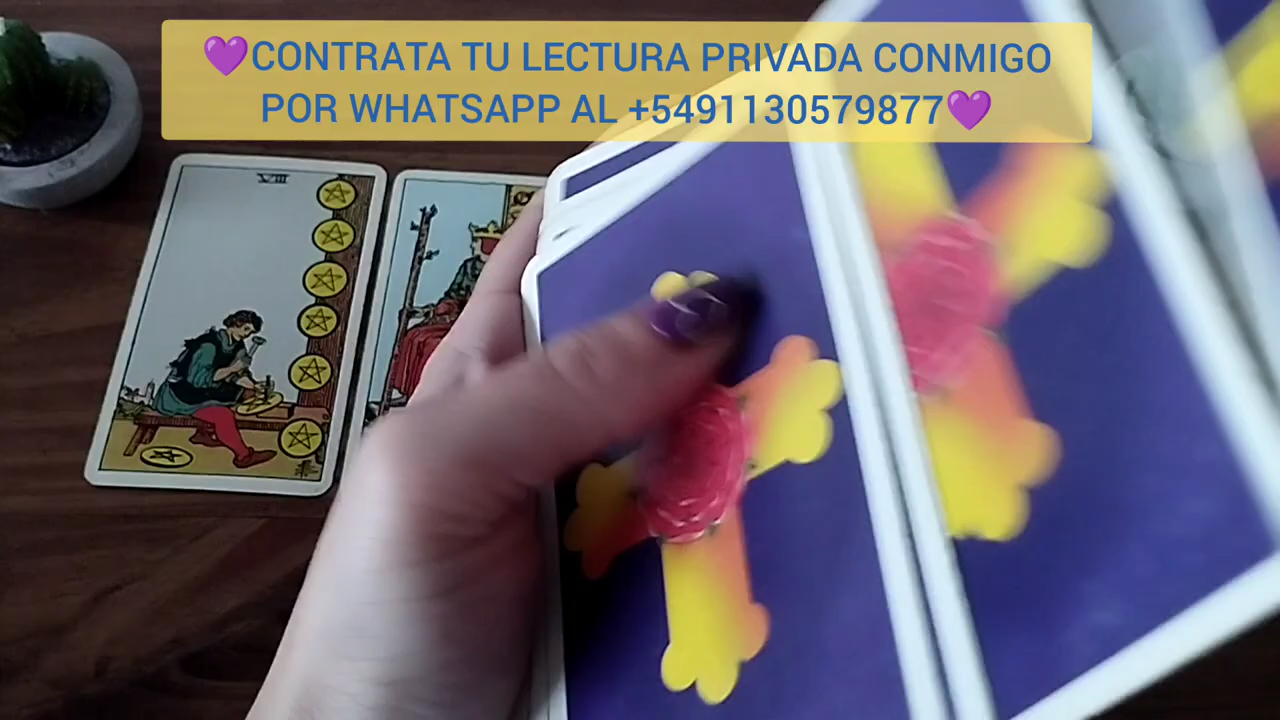 💜CONTRATA TU LECTURA PRIVADA CONMIGO
POR WHATSAPP AL +5491130579877💜
VIII